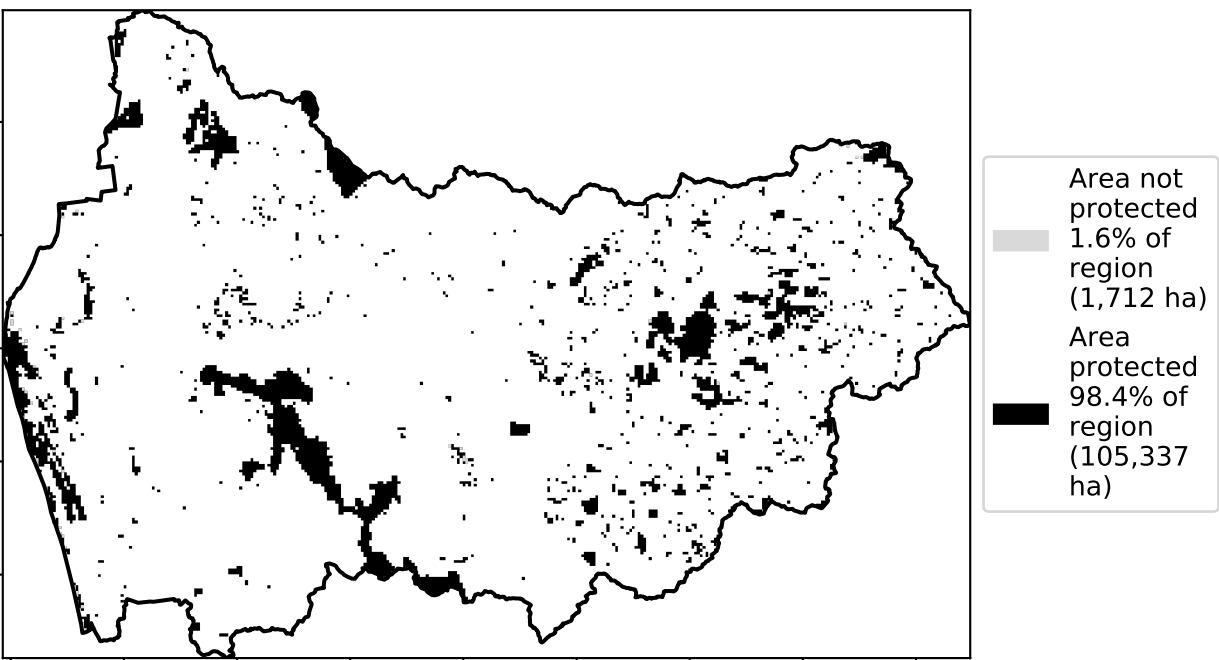 Area not
protected
1.6% of
region
(1,712 ha)
Area
protected
98.4% of
region
(105,337
ha)